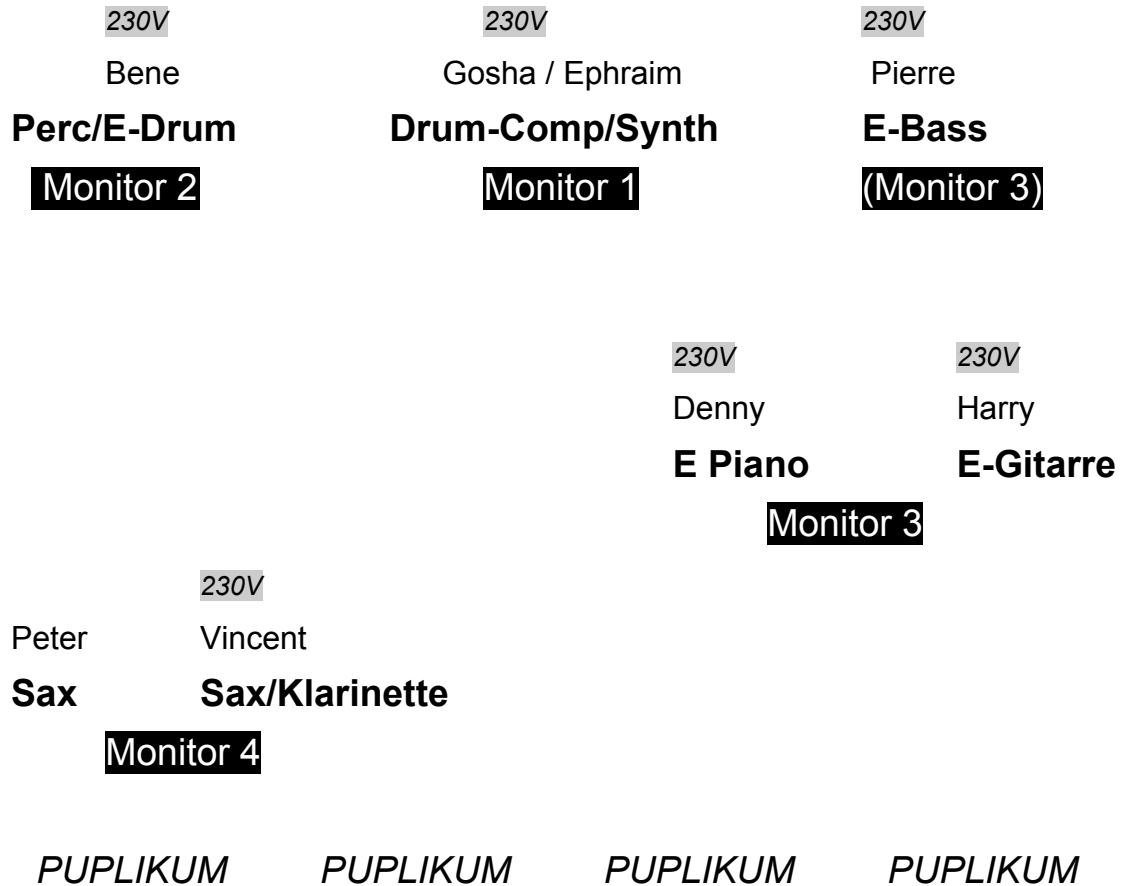 230V 230V 230V
Bene Gosha / Ephraim Pierre
Perc/E-Drum Drum-Comp/Synth E-Bass
Monitor 2 Monitor 1 (Monitor 3)
230V 230V
Denny Harry
E Piano E-Gitarre
Monitor 3
230V
Peter Vincent
Sax Sax/Klarinette
Monitor 4
PUPLIKUM PUPLIKUM PUPLIKUM PUPLIKUM